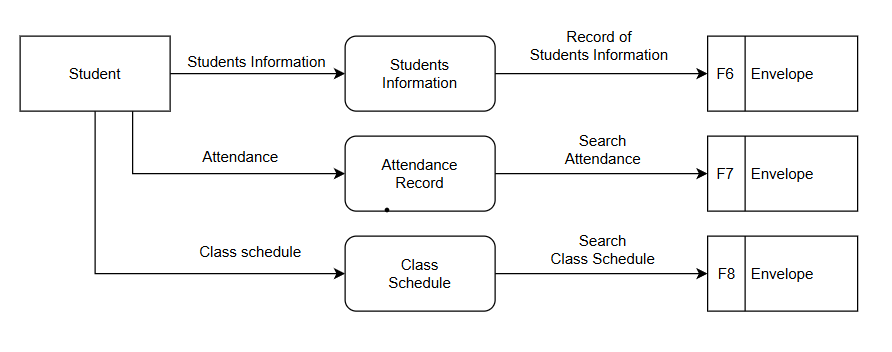 Student
Students Information
Students
Information
Record of
Students Information
F6
Envelope
Attendance
Attendance
Record
Search
Attendance
F7
Envelope
Class schedule
Class
Schedule
Search
Class Schedule
F8
Envelope